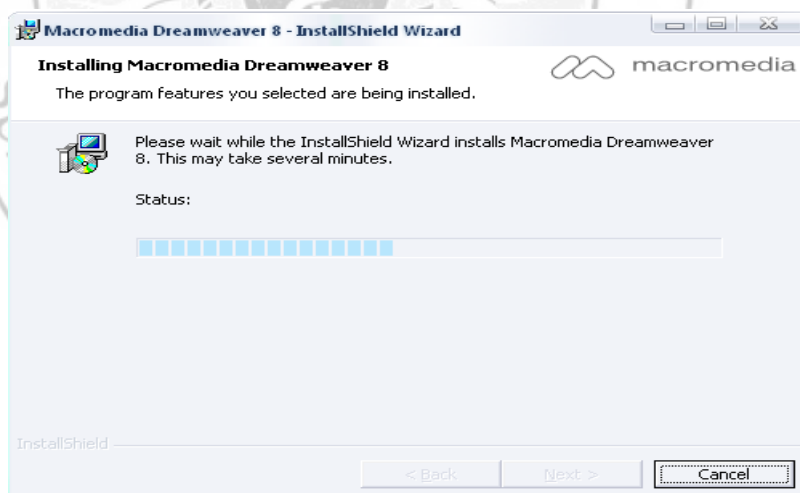 Macromedia Dreamweaver 8 - InstallShield Wizard
Installing Macromedia Dreamweaver 8
macromedia
The program features you selected are being installed.
Please wait while the InstallShield Wizard installs Macromedia Dreamweaver
8. This may take several minutes.
Status:
InstallShield
< Back Next > Cancel